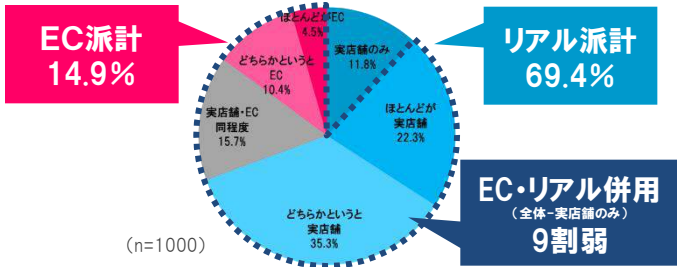 EC派計
14.9%
ほとんどがEC
4.5%
実店舗のみ
11.8%
リアル派計
69.4%
どちらかというと
EC
10.4%
ほとんどが
実店舗
22.3%
実店舗・EC
同程度
15.7%
どちらかというと
実店舗
35.3%
EC・リアル併用
(全体-実店舗のみ)
9割弱
(n=1000)